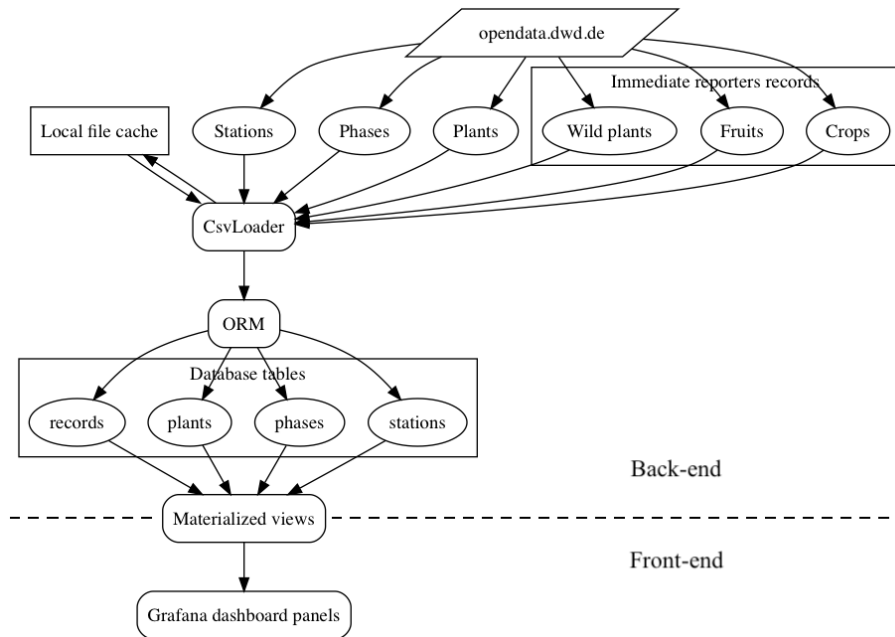 opendata.dwd.de
Immediate reporters records
Local file cache
Stations
Phases
Plants
Wild plants
Fruits
Crops
CsvLoader
ORM
Database tables
records
plants
phases
stations
Back-end
Materialized views
Front-end
Grafana dashboard panels